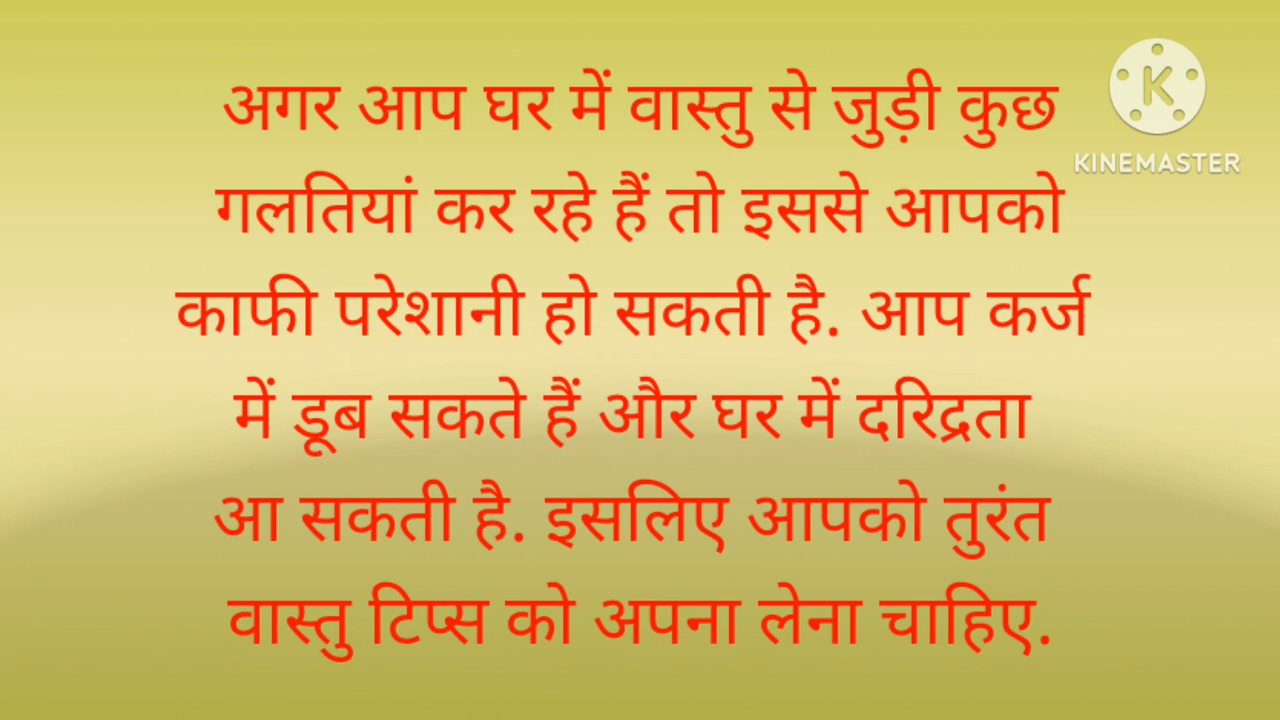 अगर आप घर में वास्तु से जुड़ी कुछ
गलतियां कर रहे हैं तो इससे आपको
काफी परेशानी हो सकती है. आप कर्ज
में डूब सकते हैं और घर में दरिद्रता
आ सकती है. इसलिए आपको तुरंत
वास्तु टिप्स को अपना लेना चाहिए.
K
KINEMASTER